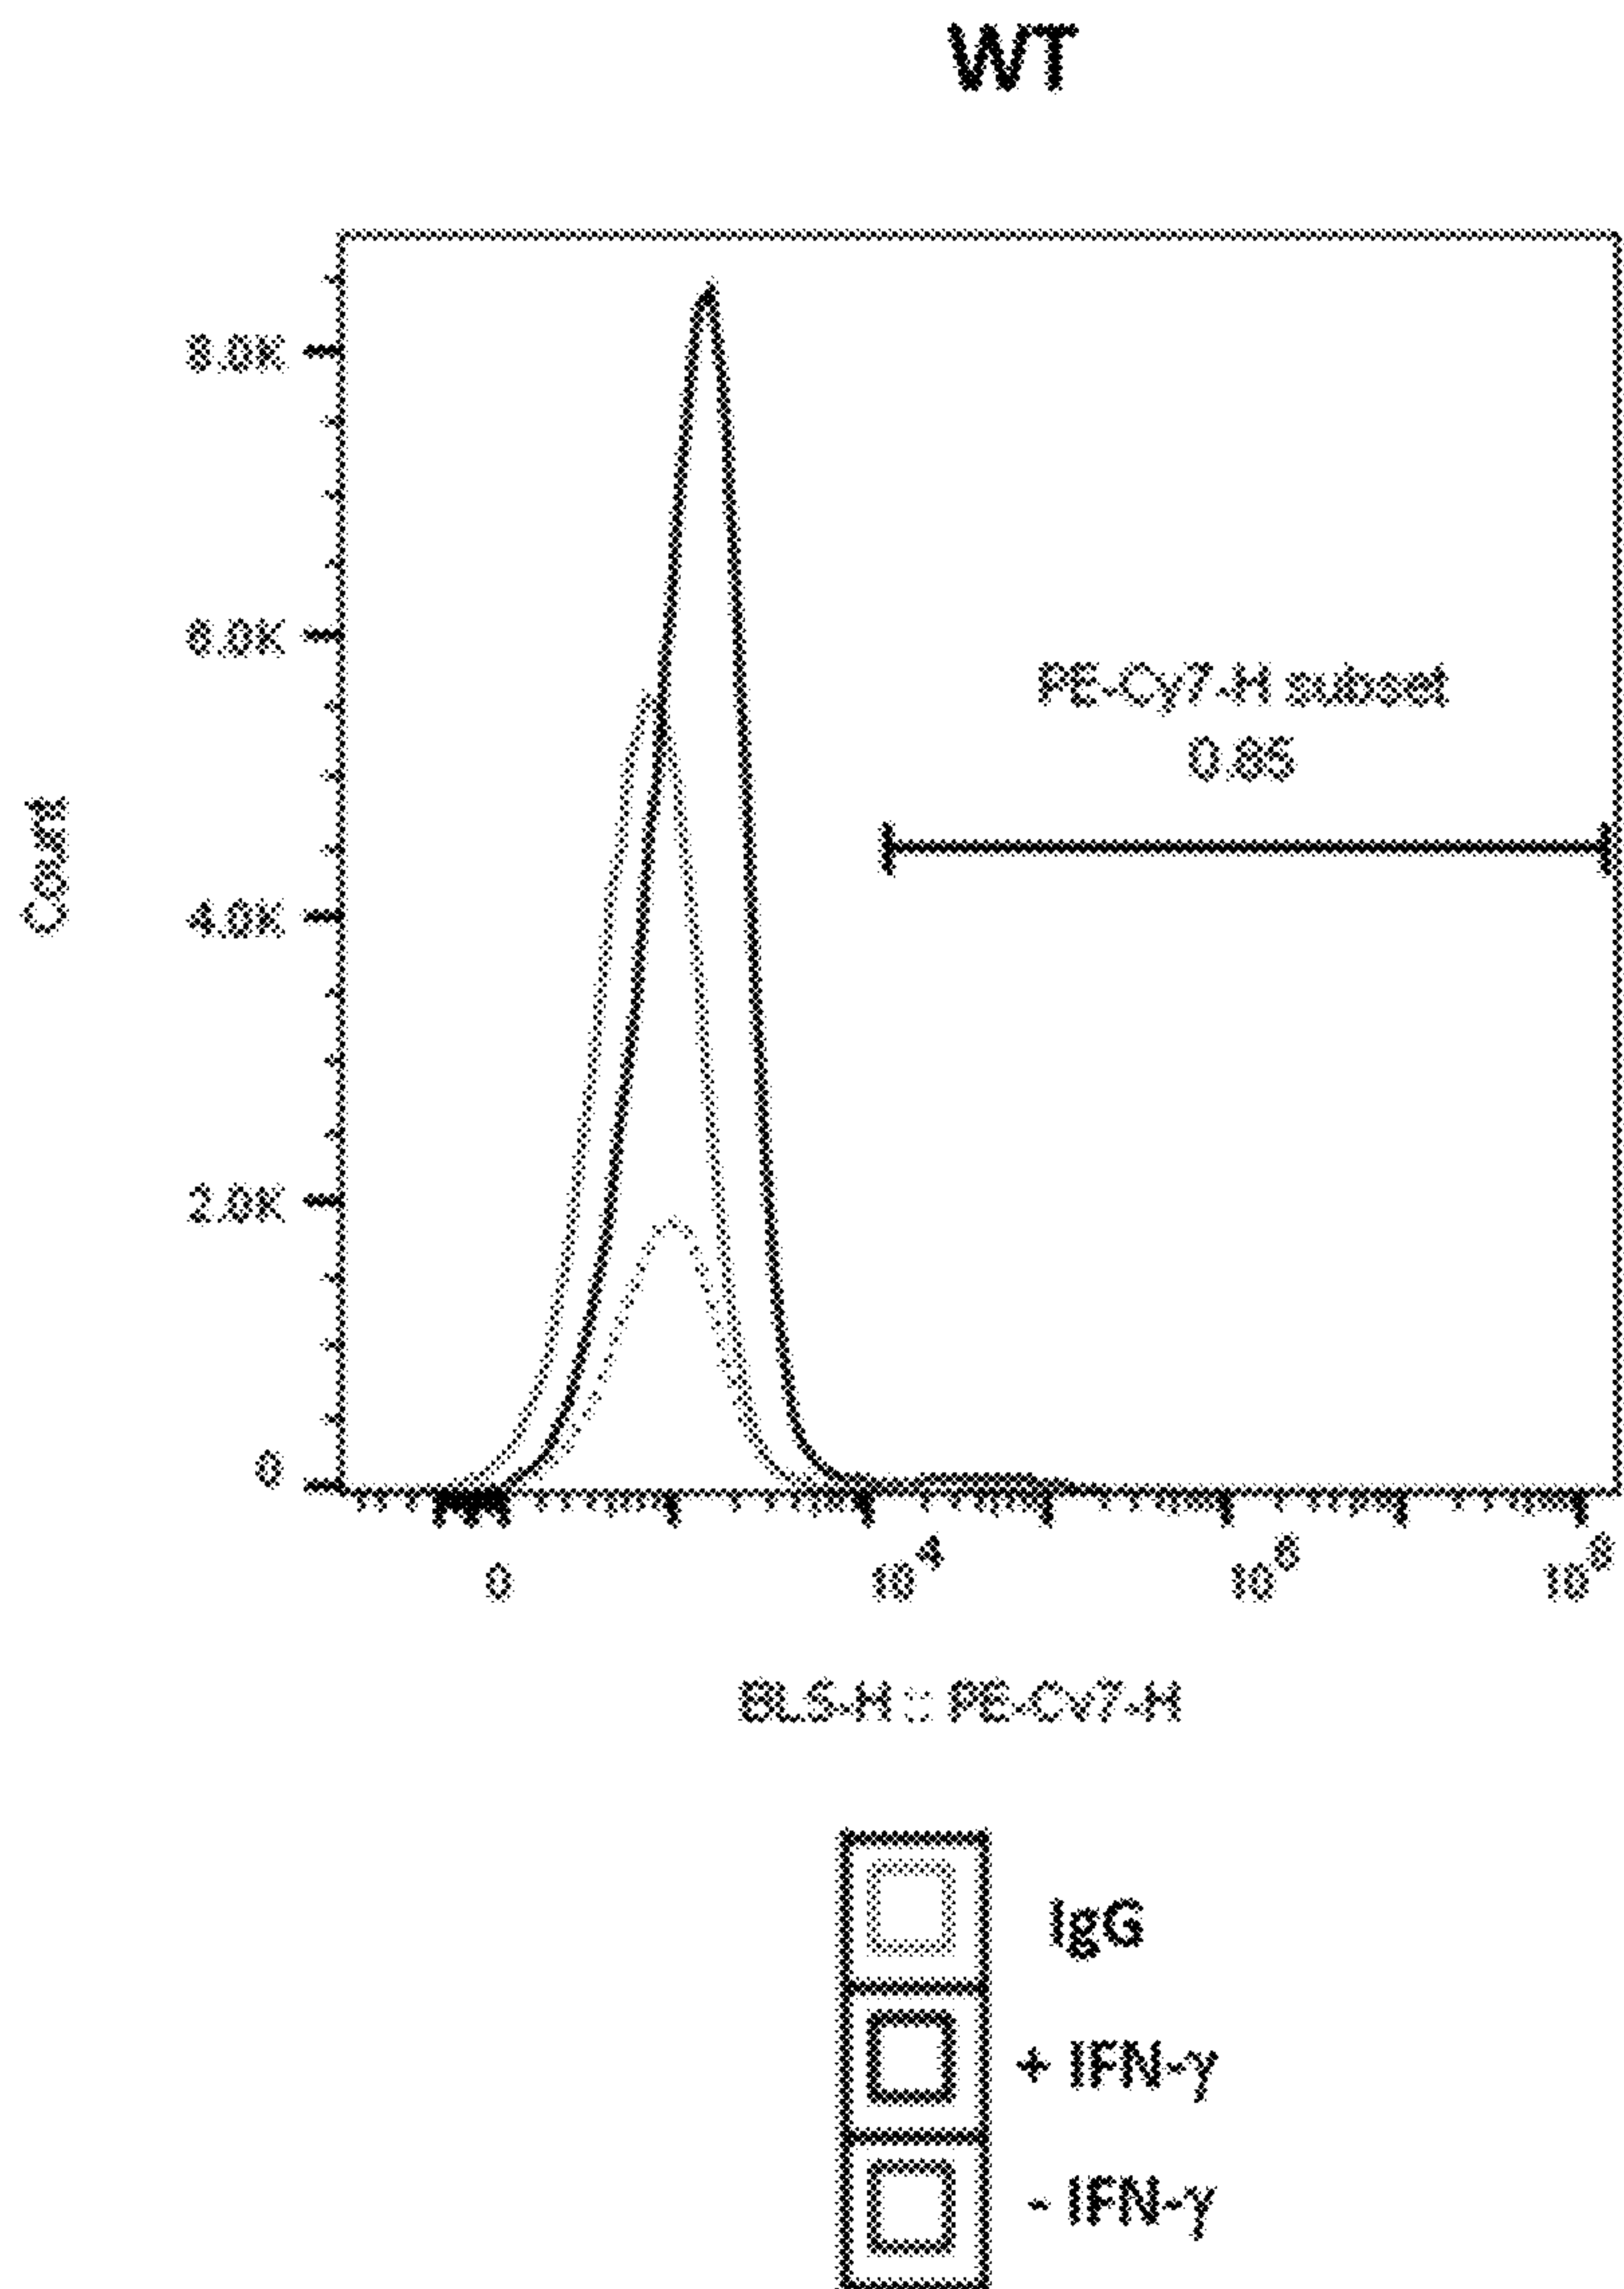 WT
8.0K
6.0K
4.0K
2.0K
0
Count
PE-Cy7-H subset
0.85
0
10^4
10^6
10^8
BL5-H :: PE-Cy7-H
IgG
+ IFN-γ
- IFN-γ